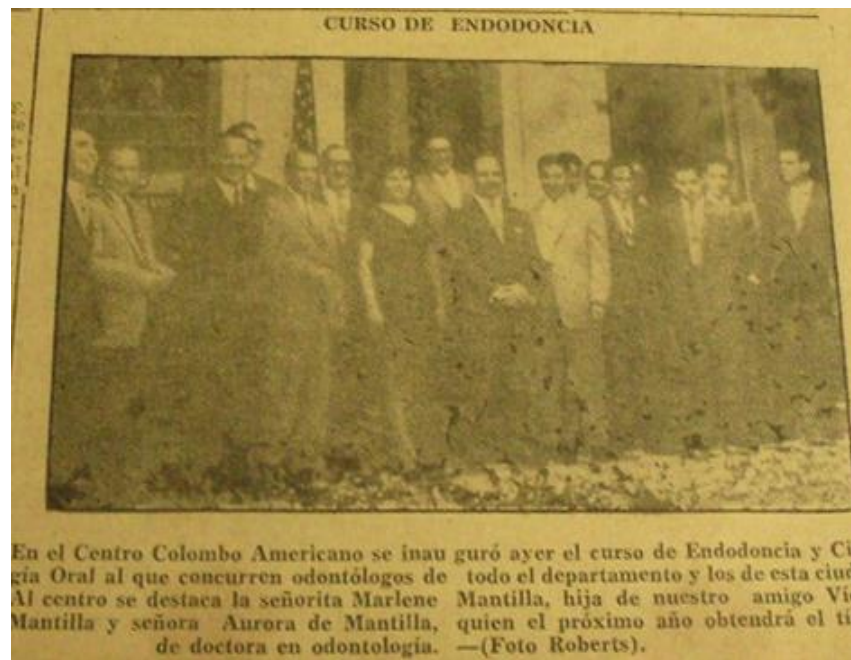 CURSO DE ENDODONCIA
En el Centro Colombo Americano se inau guró ayer el curso de Endodoncia y Ci
gía Oral al que concurren odontólogos de todo el departamento y los de esta ciud
Al centro se destaca la señorita Marlene Mantilla, hija de nuestro amigo Víc
Mantilla y señora Aurora de Mantilla, quien el próximo año obtendrá el tí
de doctora en odontología. —(Foto Roberts).